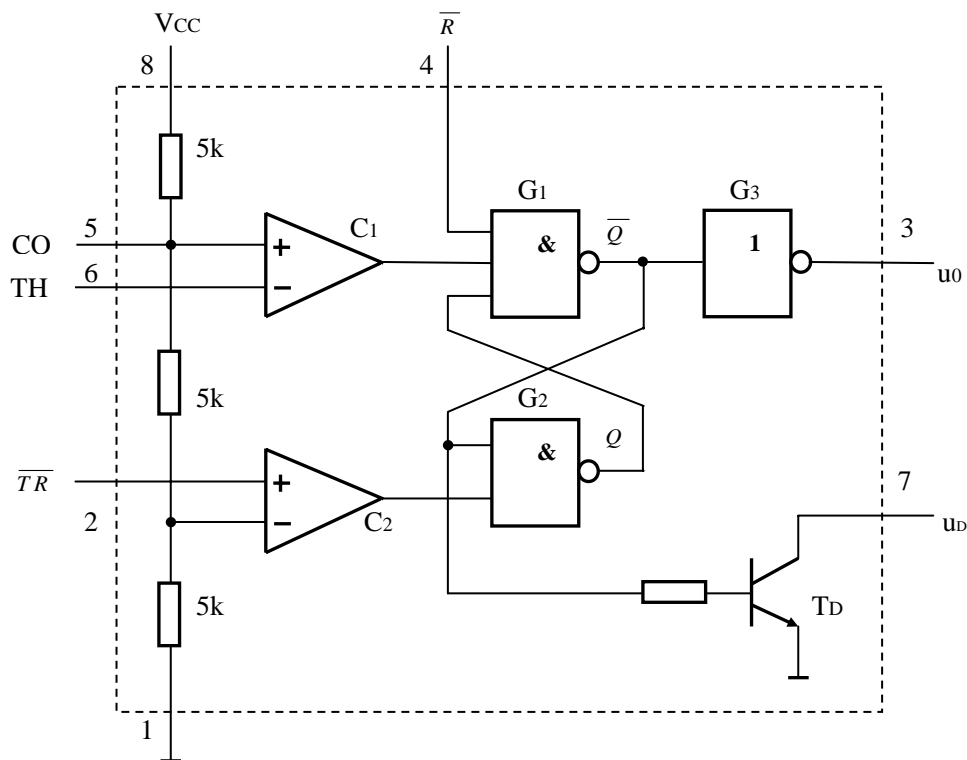 VCC
R̅
8
4
5k
G1
G3
5
C1
Q̅
3
CO
+
&
1
6
TH
−
u0
5k
G2
Q
&
T̅R̅
+
7
2
−
C2
uD
5k
TD
1